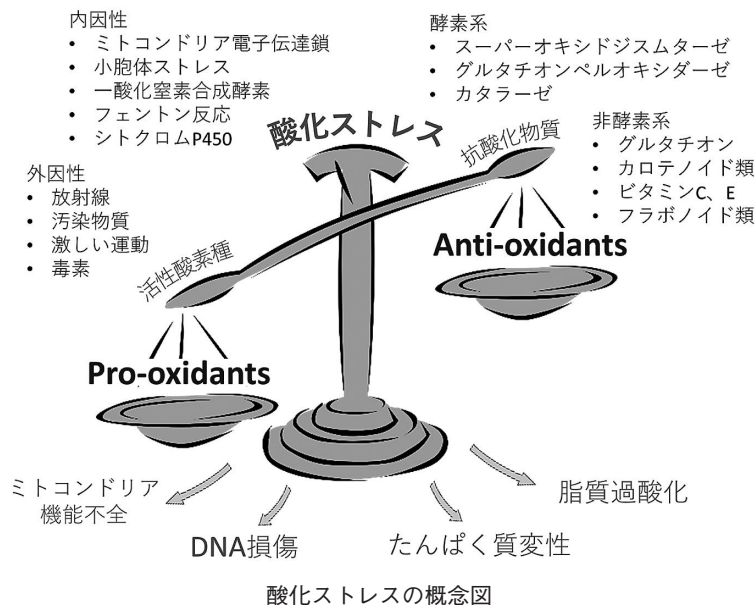 内因性
• ミトコンドリア電子伝達鎖
• 小胞体ストレス
• 一酸化窒素合成酵素
• フェントン反応
• シトクロムP450
外因性
• 放射線
• 汚染物質
• 激しい運動
• 毒素
酵素系
• スーパーオキシドジスムターゼ
• グルタチオンペルオキシダーゼ
• カタラーゼ
非酵素系
• グルタチオン
• カロテノイド類
• ビタミンC、E
• フラボノイド類
酸化ストレス
抗酸化物質
活性酸素種
Anti-oxidants
Pro-oxidants
ミトコンドリア
機能不全
DNA損傷
たんぱく質変性
脂質過酸化
酸化ストレスの概念図